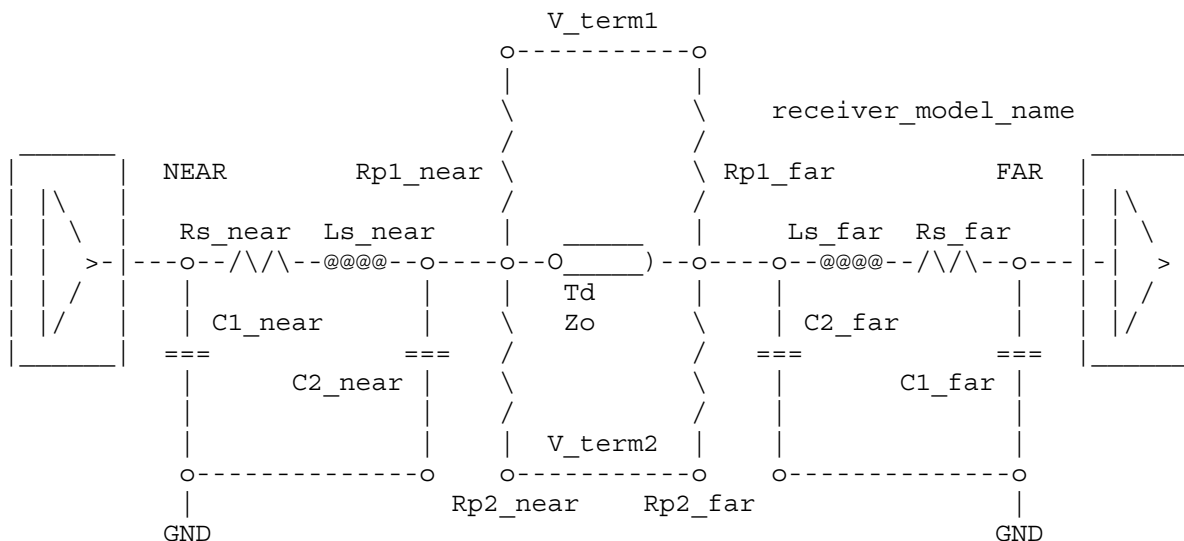 V_term1
receiver_model_name
NEAR Rp1_near Rp1_far FAR
Rs_near Ls_near Ls_far Rs_far
Td
Zo
C1_near C2_far
C2_near C1_far
V_term2
Rp2_near Rp2_far
GND GND